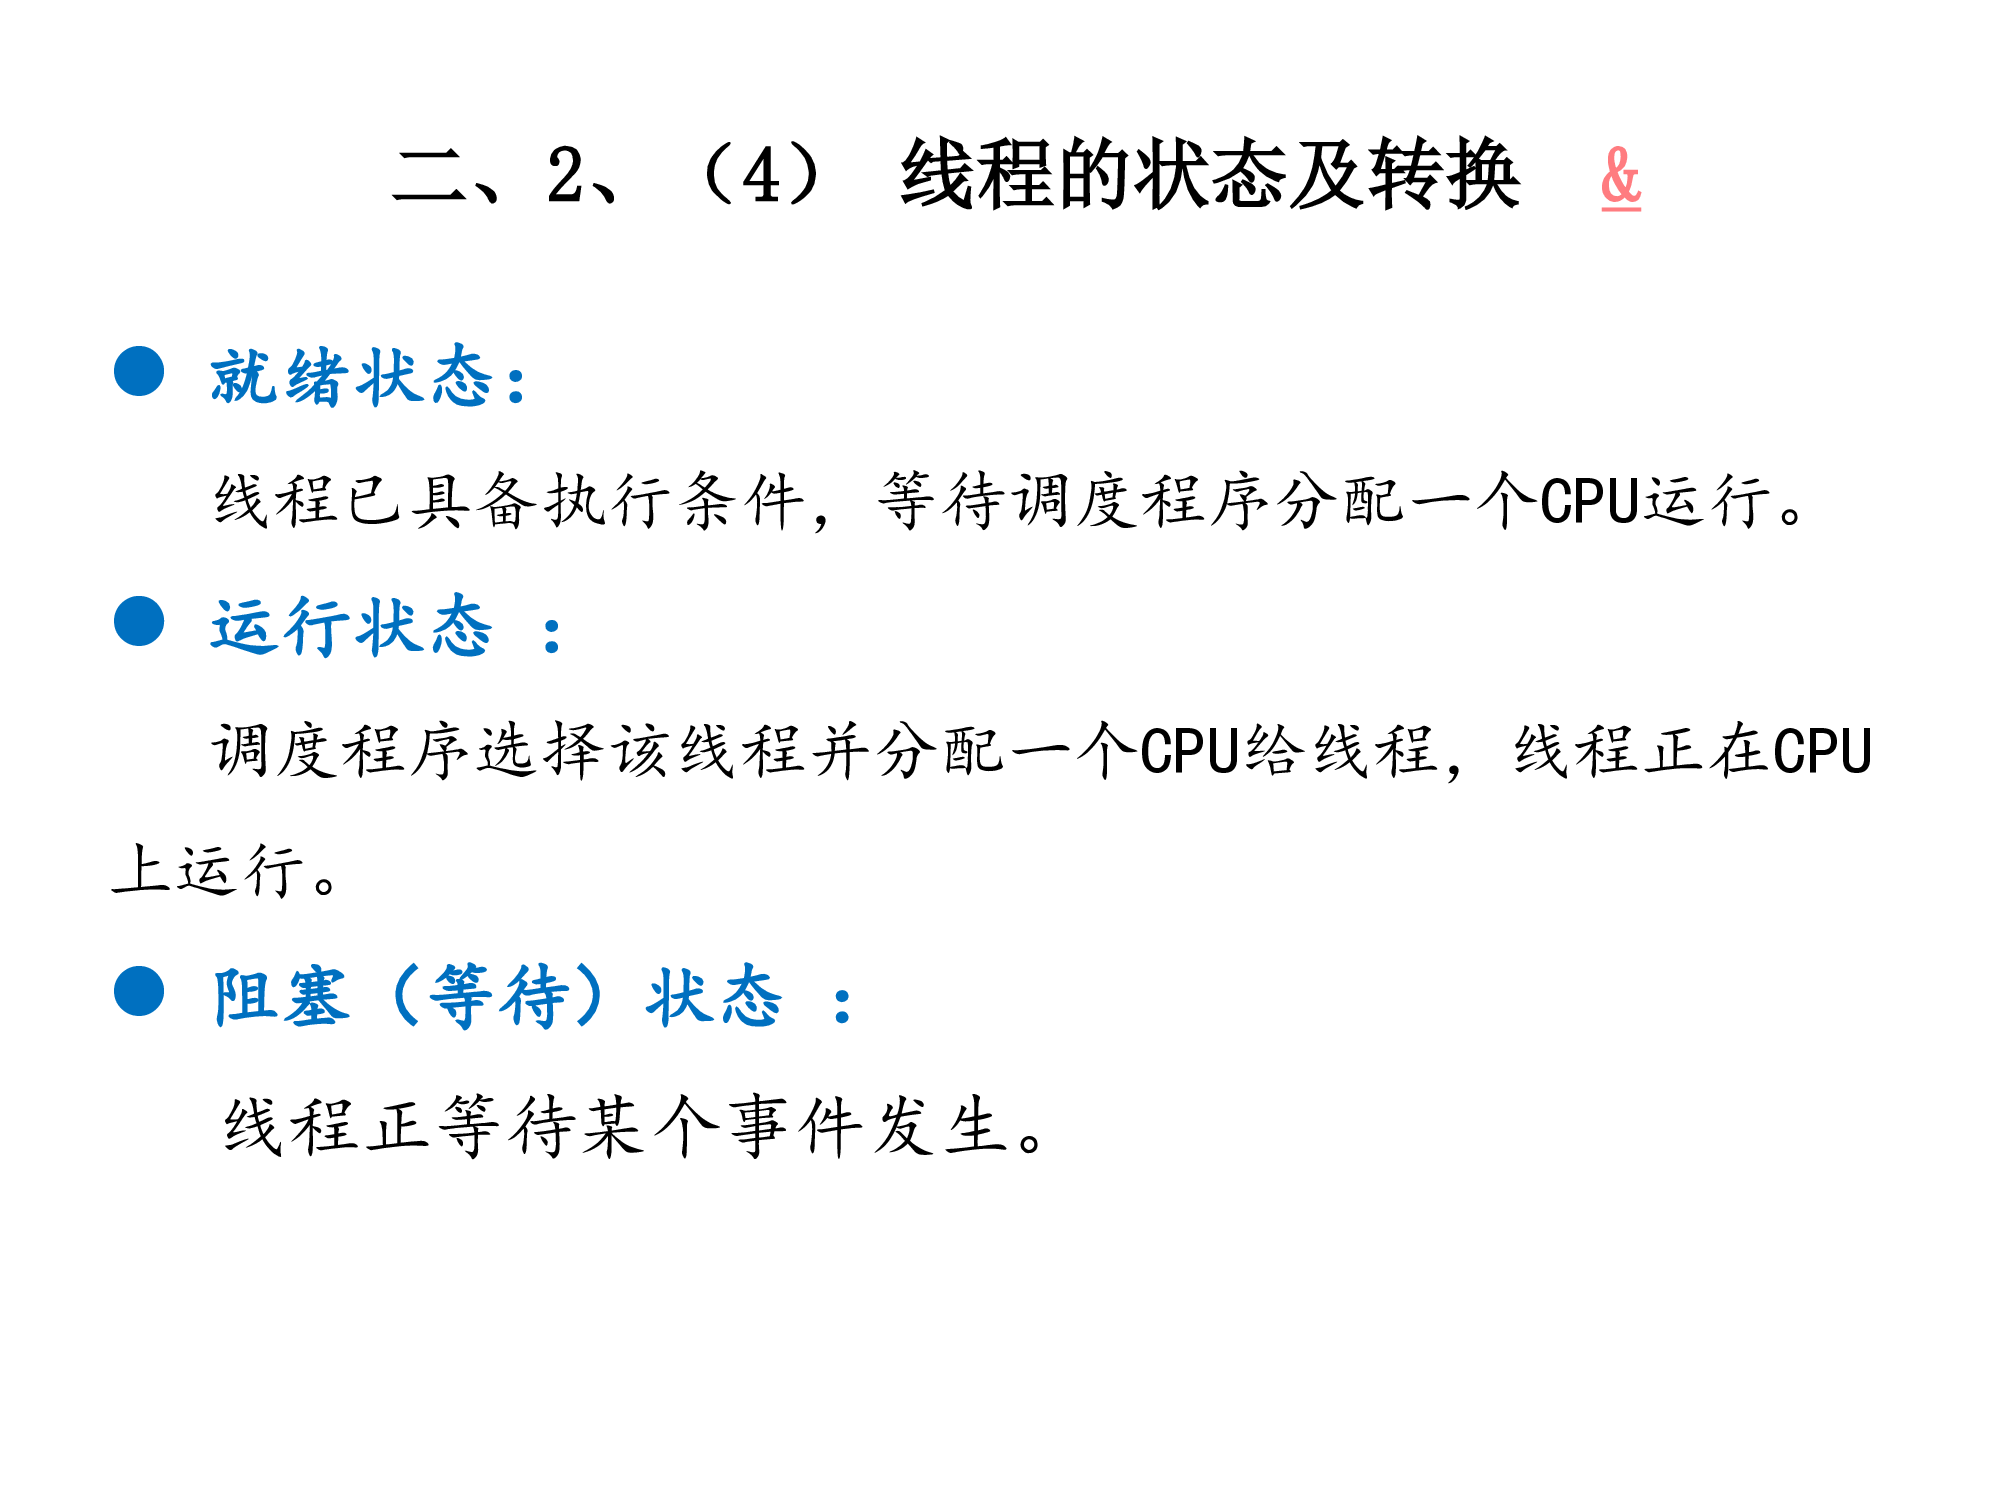 二、2、（4） 线程的状态及转换 &
● 就绪状态：
线程已具备执行条件，等待调度程序分配一个CPU运行。
● 运行状态 ：
调度程序选择该线程并分配一个CPU给线程，线程正在CPU
上运行。
● 阻塞（等待）状态 ：
线程正等待某个事件发生。